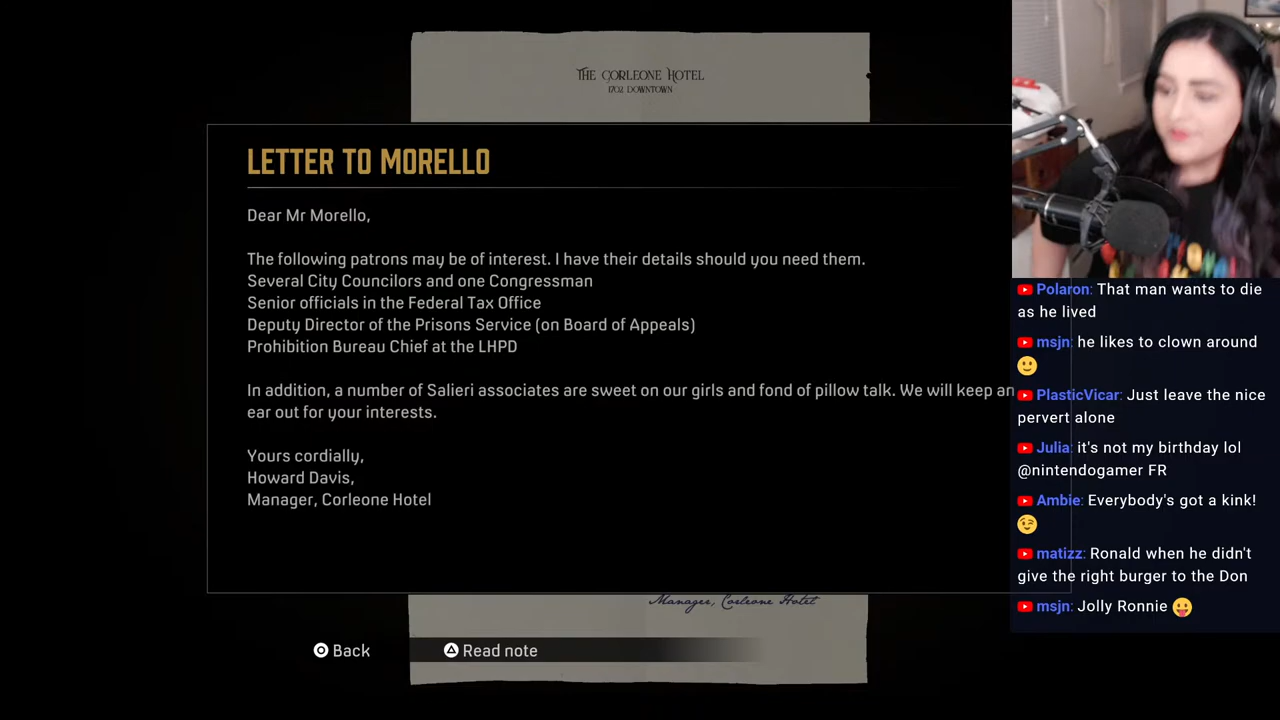 THE CORLEONE HOTEL
1702 DOWNTOWN
LETTER TO MORELLO
Dear Mr Morello,
The following patrons may be of interest. I have their details should you need them.
Several City Councilors and one Congressman
Senior officials in the Federal Tax Office
Deputy Director of the Prisons Service (on Board of Appeals)
Prohibition Bureau Chief at the LHPD
In addition, a number of Salieri associates are sweet on our girls and fond of pillow talk. We will keep an
ear out for your interests.
Yours cordially,
Howard Davis,
Manager, Corleone Hotel
Manager, Corleone Hotel
Back
Read note
Polaron: That man wants to die
as he lived
msjn: he likes to clown around
🙂
PlasticVicar: Just leave the nice
pervert alone
Julia: it's not my birthday lol
@nintendogamer FR
Ambie: Everybody's got a kink!
😉
matizz: Ronald when he didn't
give the right burger to the Don
msjn: Jolly Ronnie 😛